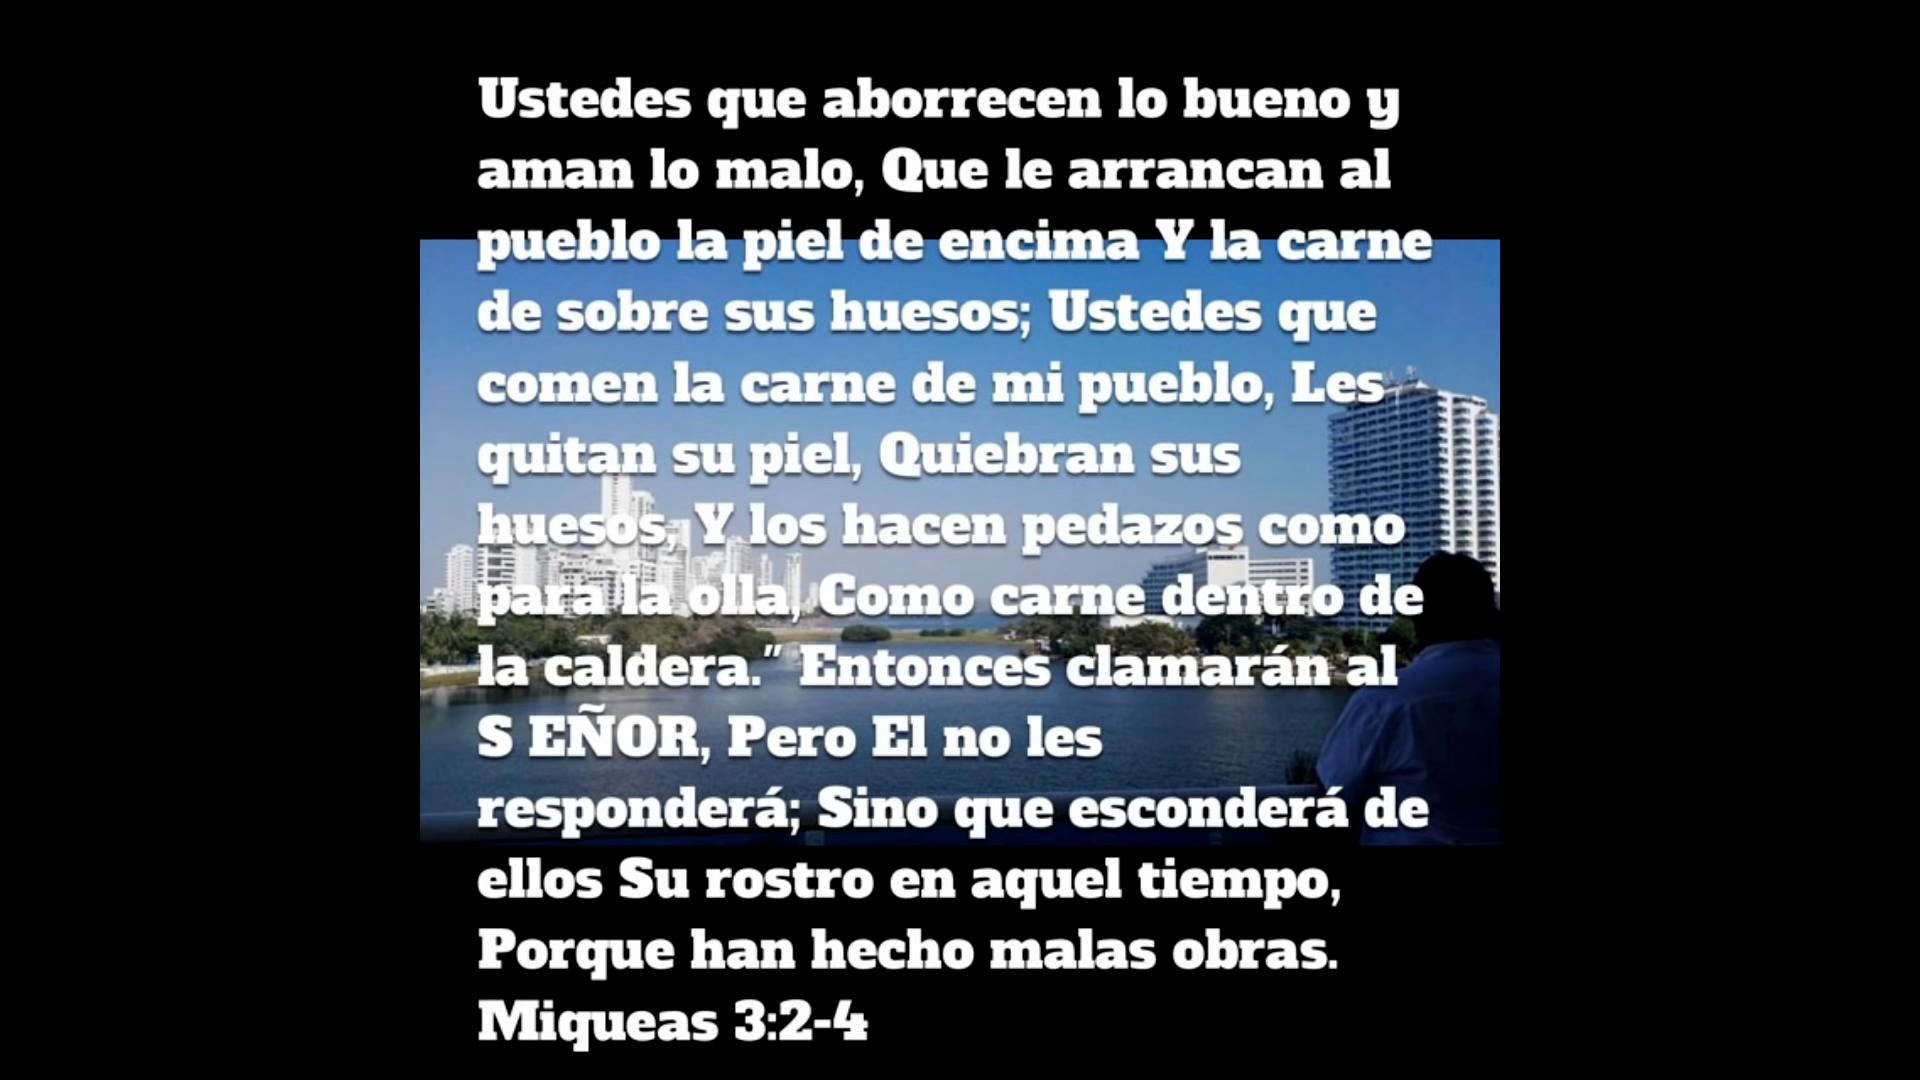 Ustedes que aborrecen lo bueno y
aman lo malo, Que le arrancan al
pueblo la piel de encima Y la carne
de sobre sus huesos; Ustedes que
comen la carne de mi pueblo, Les
quitan su piel, Quiebran sus
huesos, Y los hacen pedazos como
para la olla, Como carne dentro de
la caldera." Entonces clamarán al
S EÑOR, Pero El no les
responderá; Sino que esconderá de
ellos Su rostro en aquel tiempo,
Porque han hecho malas obras.
Miqueas 3:2-4